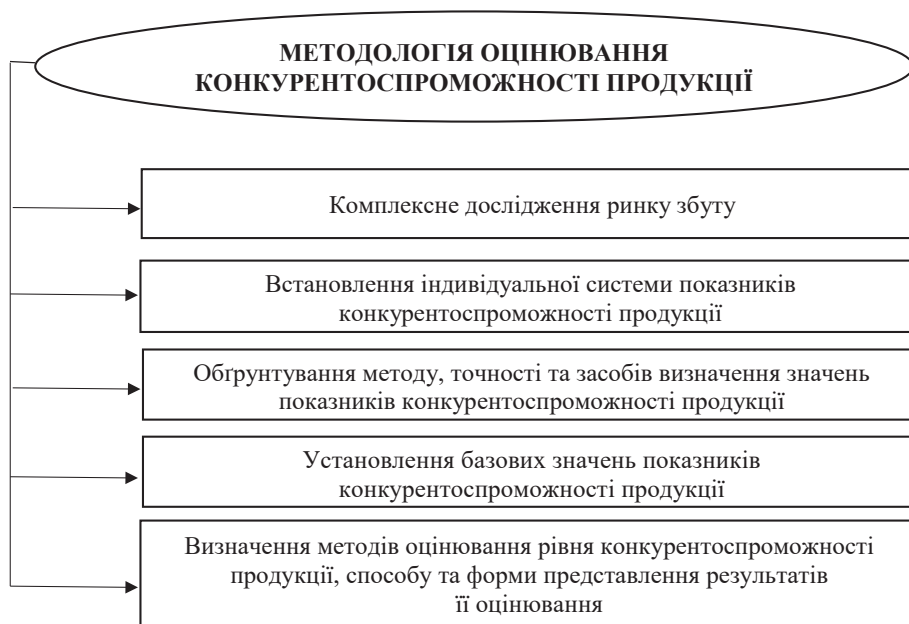 МЕТОДОЛОГІЯ ОЦІНЮВАННЯ
КОНКУРЕНТОСПРОМОЖНОСТІ ПРОДУКЦІЇ
Комплексне дослідження ринку збуту
Встановлення індивідуальної системи показників
конкурентоспроможності продукції
Обґрунтування методу, точності та засобів визначення значень
показників конкурентоспроможності продукції
Установлення базових значень показників
конкурентоспроможності продукції
Визначення методів оцінювання рівня конкурентоспроможності
продукції, способу та форми представлення результатів
її оцінювання